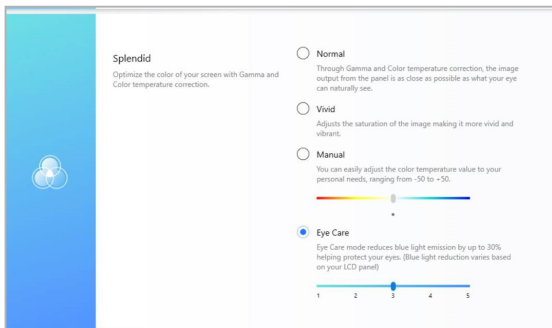 Splendid
Optimize the color of your screen with Gamma and
Color temperature correction.
Normal
Through Gamma and Color temperature correction, the image
output from the panel is as close as possible as what your eye
can naturally see.
Vivid
Adjusts the saturation of the image making it more vivid and
vibrant.
Manual
You can easily adjust the color temperature value to your
personal needs, ranging from -50 to +50.
Eye Care
Eye Care mode reduces blue light emission by up to 30%
helping protect your eyes. (Blue light reduction varies based
on your LCD panel)
1 2 3 4 5